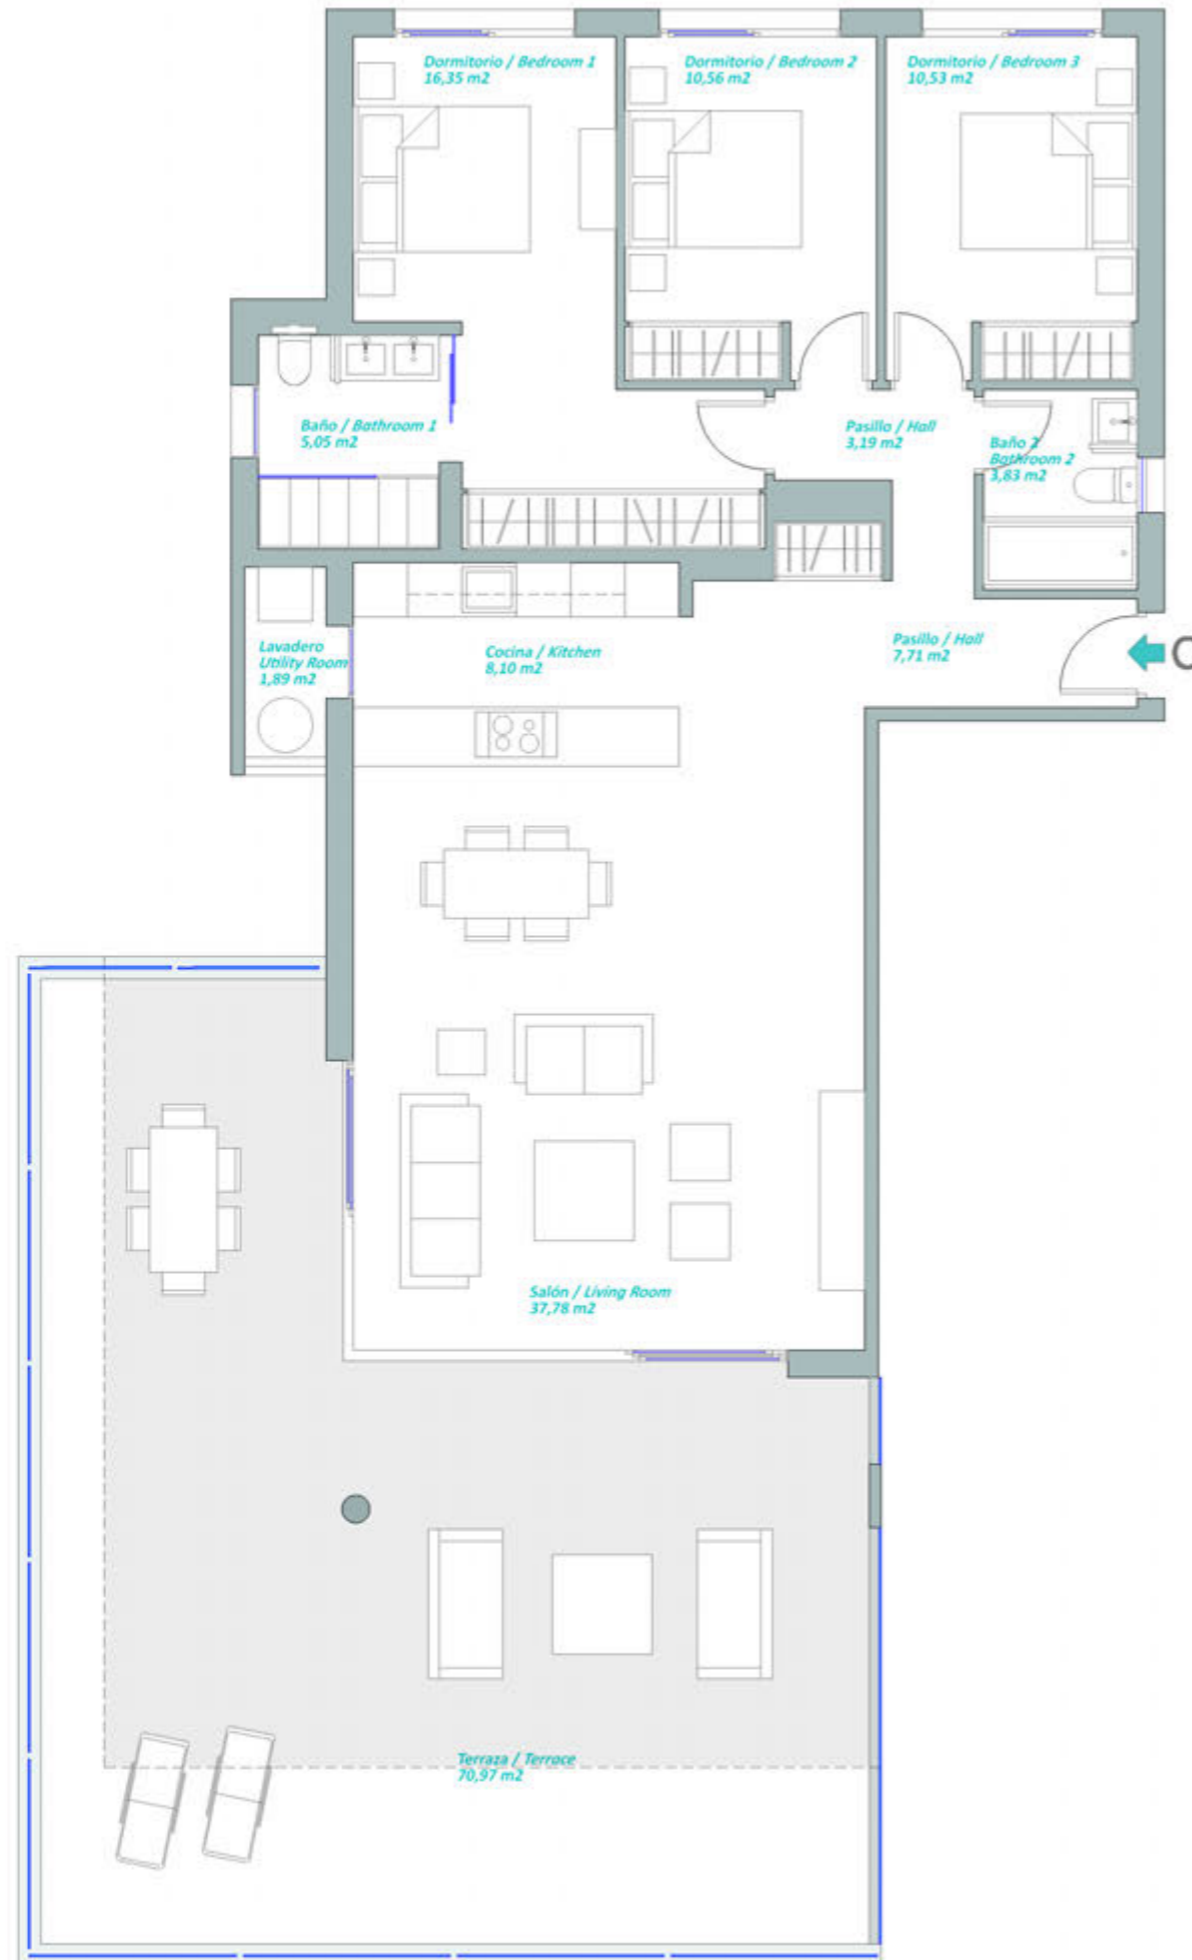 Dormitorio / Bedroom 1
16,35 m2
Dormitorio / Bedroom 2
10,56 m2
Dormitorio / Bedroom 3
10,53 m2
Baño / Bathroom 1
5,05 m2
Pasillo / Hall
3,19 m2
Baño 2
Bathroom 2
3,83 m2
Lavadero
Utility Room
1,89 m2
Cocina / Kitchen
8,10 m2
Pasillo / Hall
7,71 m2
Salón / Living Room
37,78 m2
Terraza / Terrace
70,97 m2